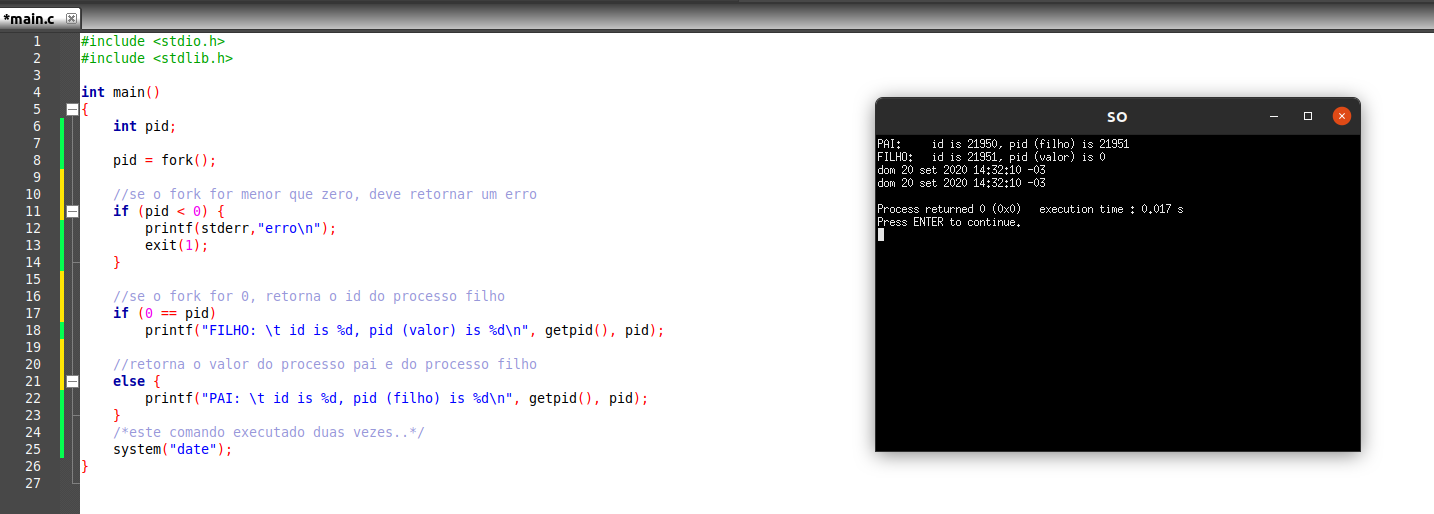 *main.c
1 #include <stdio.h>
2 #include <stdlib.h>
3
4 int main()
5 {
6 int pid;
7
8 pid = fork();
9
10 //se o fork for menor que zero, deve retornar um erro
11 if (pid < 0) {
12 printf(stderr,"erro\n");
13 exit(1);
14 }
15
16 //se o fork for 0, retorna o id do processo filho
17 if (0 == pid)
18 printf("FILHO: \t id is %d, pid (valor) is %d\n", getpid(), pid);
19
20 //retorna o valor do processo pai e do processo filho
21 else {
22 printf("PAI: \t id is %d, pid (filho) is %d\n", getpid(), pid);
23 }
24 /*este comando executado duas vezes..*/
25 system("date");
26 }
27
SO
PAI: id is 21950, pid (filho) is 21951
FILHO: id is 21951, pid (valor) is 0
dom 20 set 2020 14:32:10 -03
dom 20 set 2020 14:32:10 -03
Process returned 0 (0x0) execution time : 0.017 s
Press ENTER to continue.